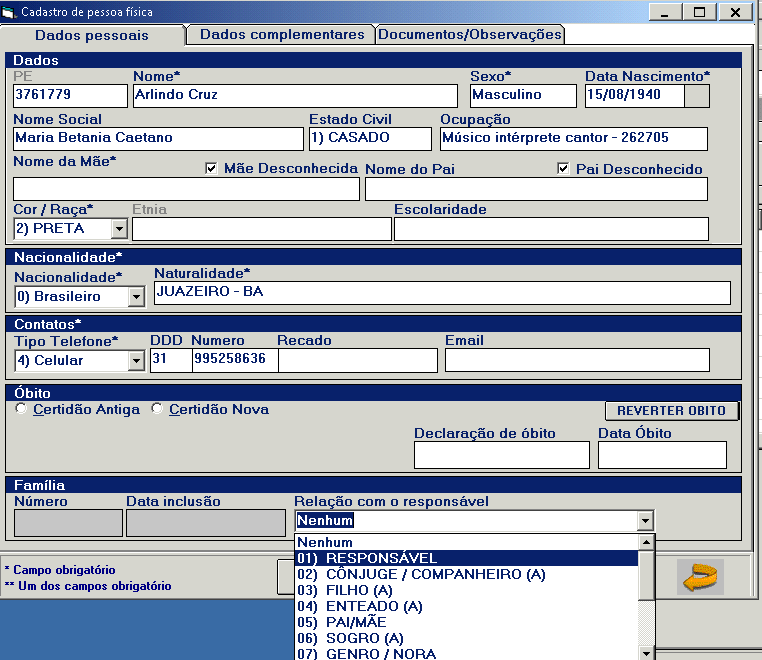 Cadastro de pessoa física
Dados pessoais Dados complementares Documentos/Observações
Dados
PE Nome* Sexo* Data Nascimento*
3761779 Arlindo Cruz Masculino 15/08/1940
Nome Social Estado Civil Ocupação
Maria Betania Caetano 1) CASADO Músico intérprete cantor - 262705
Nome da Mãe* Mãe Desconhecida Nome do Pai Pai Desconhecido
Cor / Raça* Etnia Escolaridade
2) PRETA
Nacionalidade*
Nacionalidade* Naturalidade*
0) Brasileiro JUAZEIRO - BA
Contatos*
Tipo Telefone* DDD Numero Recado Email
4) Celular 31 995258636
Óbito
Certidão Antiga Certidão Nova REVERTER OBITO
Declaração de óbito Data Óbito
Família
Número Data inclusão Relação com o responsável
Nenhum
Nenhum
01) RESPONSÁVEL
02) CÔNJUGE / COMPANHEIRO (A)
03) FILHO (A)
04) ENTEADO (A)
05) PAI/MÃE
06) SOGRO (A)
07) GENRO / NORA
* Campo obrigatório
** Um dos campos obrigatório